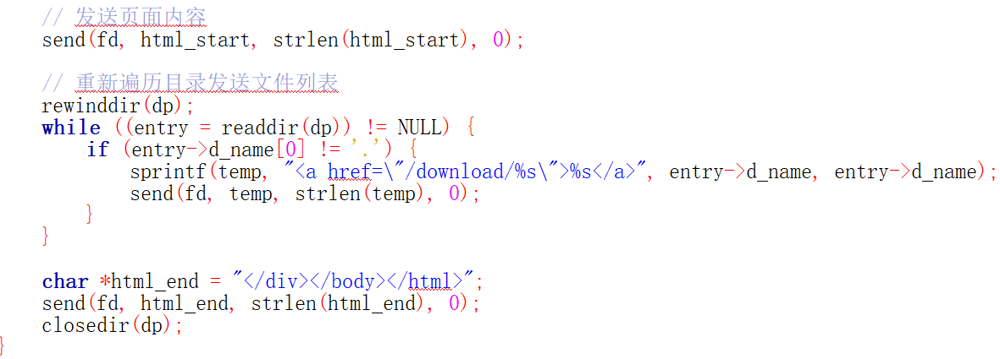 // 发送页面内容
send(fd, html_start, strlen(html_start), 0);
// 重新遍历目录发送文件列表
rewinddir(dp);
while ((entry = readdir(dp)) != NULL) {
if (entry->d_name[0] != '.') {
sprintf(temp, "<a href=\"/download/%s\">%s</a>", entry->d_name, entry->d_name);
send(fd, temp, strlen(temp), 0);
}
}
char *html_end = "</div></body></html>";
send(fd, html_end, strlen(html_end), 0);
closedir(dp);
}